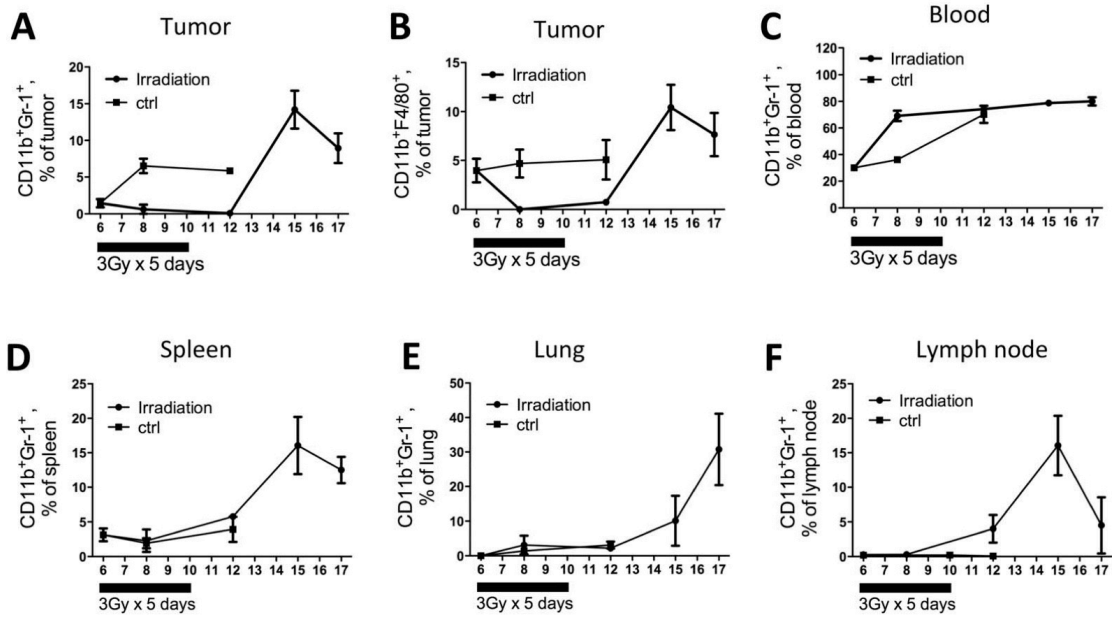 A
Tumor
CD11b+Gr-1+,
% of tumor
20
15
10
5
0
Irradiation
ctrl
6 7 8 9 10 11 12 13 14 15 16 17
3Gy x 5 days
B
Tumor
CD11b+F4/80+,
% of tumor
15
10
5
0
Irradiation
ctrl
6 7 8 9 10 11 12 13 14 15 16 17
3Gy x 5 days
C
Blood
CD11b+Gr-1+,
% of blood
120
100
80
60
40
20
0
Irradiation
ctrl
6 7 8 9 10 11 12 13 14 15 16 17
3Gy x 5 days
D
Spleen
CD11b+Gr-1+,
% of spleen
25
20
15
10
5
0
Irradiation
ctrl
6 7 8 9 10 11 12 13 14 15 16 17
3Gy x 5 days
E
Lung
CD11b+Gr-1+,
% of lung
50
40
30
20
10
0
Irradiation
ctrl
6 7 8 9 10 11 12 13 14 15 16 17
3Gy x 5 days
F
Lymph node
CD11b+Gr-1+,
% of lymph node
25
20
15
10
5
0
Irradiation
ctrl
6 7 8 9 10 11 12 13 14 15 16 17
3Gy x 5 days